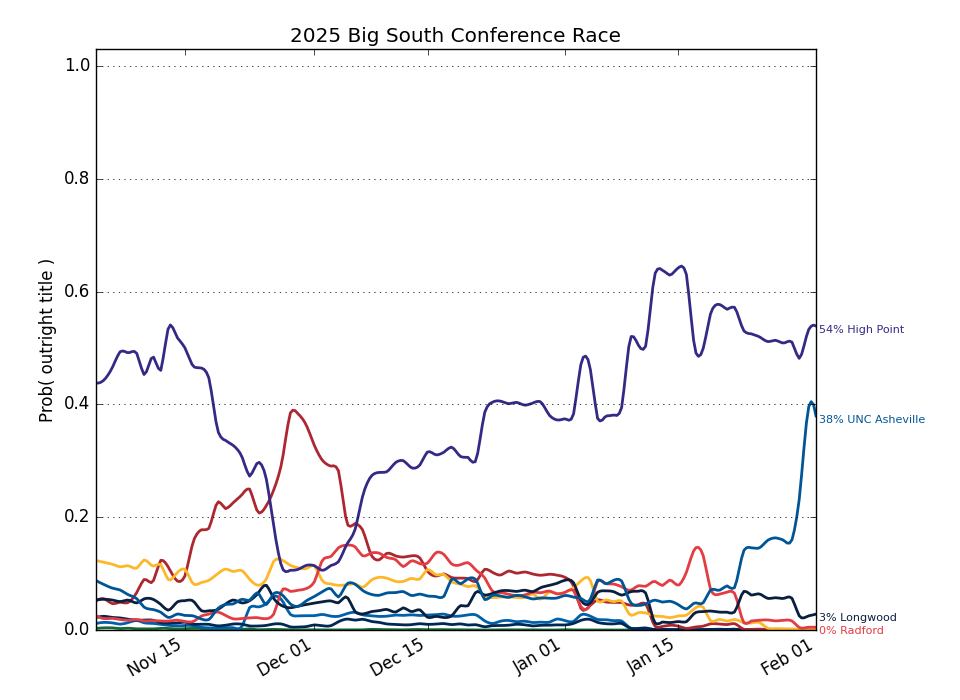 2025 Big South Conference Race
Prob( outright title )
1.0
0.8
0.6
0.4
0.2
0.0
54% High Point
38% UNC Asheville
3% Longwood
0% Radford
Nov 15
Dec 01
Dec 15
Jan 01
Jan 15
Feb 01